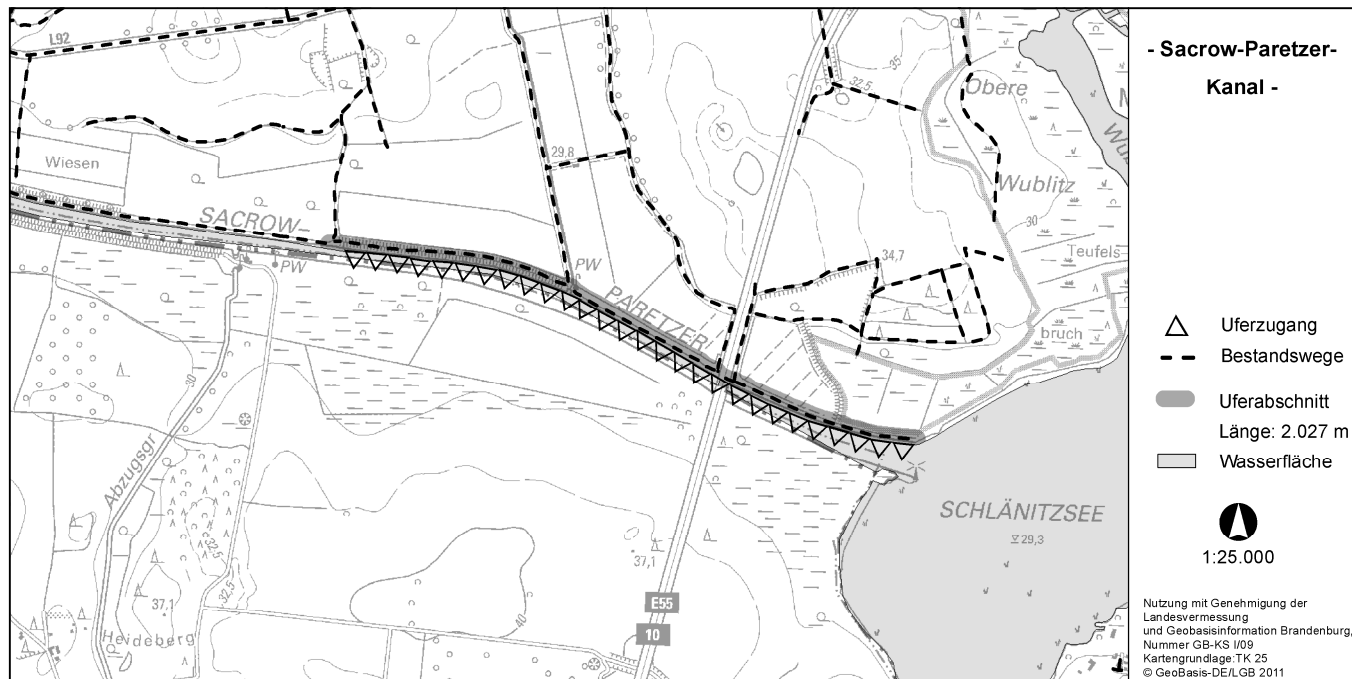 L92
Obere
Wublitz
32,5
35
29,8
Wiesen
SACROW–
PARETZER
PW
PW
34,7
30
Teufels
bruch
30
Abzugsgr
32,5
32,5
37,1
Heideberg
40
37,1
E55
10
SCHLÄNITZSEE
29,3
- Sacrow-Paretzer-
Kanal -
Uferzugang
Bestandswege
Uferabschnitt
Länge: 2.027 m
Wasserfläche
1:25.000
Nutzung mit Genehmigung der
Landesvermessung
und Geobasisinformation Brandenburg,
Nummer GB-KS I/09
Kartengrundlage:TK 25
© GeoBasis-DE/LGB 2011